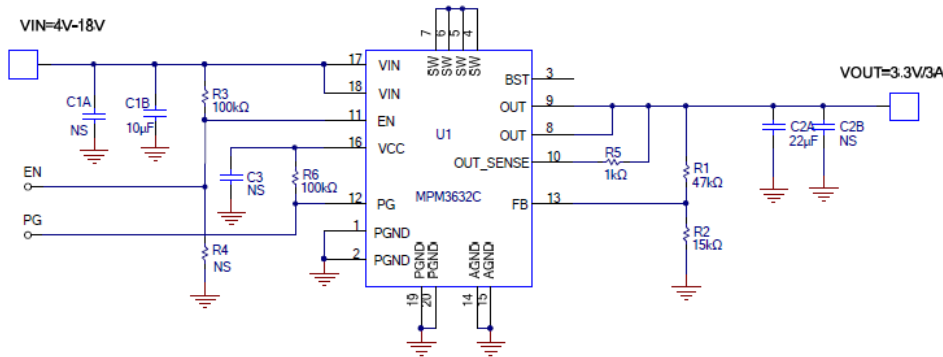 VIN=4V-18V
7
6
5
4
SW
SW
SW
SW
17
VIN
18
VIN
11
EN
16
VCC
12
PG
1
PGND
2
PGND
U1
MPM3632C
BST
3
OUT
9
OUT
8
OUT_SENSE
10
FB
13
PGND
PGND
AGND
AGND
19
20
14
15
C1A
NS
C1B
10µF
R3
100kΩ
EN
C3
NS
R6
100kΩ
PG
R4
NS
R5
1kΩ
R1
47kΩ
R2
15kΩ
VOUT=3.3V/3A
C2A
22µF
C2B
NS